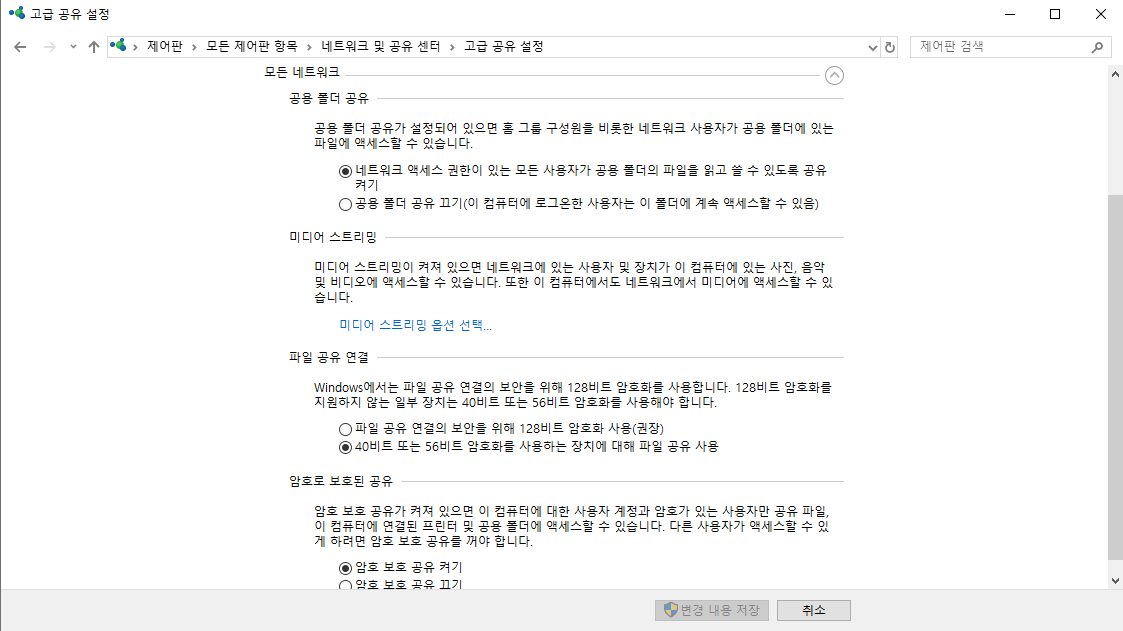 고급 공유 설정
제어판 > 모든 제어판 항목 > 네트워크 및 공유 센터 > 고급 공유 설정
제어판 검색
모든 네트워크
공용 폴더 공유
공용 폴더 공유가 설정되어 있으면 홈 그룹 구성원을 비롯한 네트워크 사용자가 공용 폴더에 있는
파일에 액세스할 수 있습니다.
네트워크 액세스 권한이 있는 모든 사용자가 공용 폴더의 파일을 읽고 쓸 수 있도록 공유
켜기
공용 폴더 공유 끄기(이 컴퓨터에 로그온한 사용자는 이 폴더에 계속 액세스할 수 있음)
미디어 스트리밍
미디어 스트리밍이 켜져 있으면 네트워크에 있는 사용자 및 장치가 이 컴퓨터에 있는 사진, 음악
및 비디오에 액세스할 수 있습니다. 또한 이 컴퓨터에서도 네트워크에서 미디어에 액세스할 수 있
습니다.
미디어 스트리밍 옵션 선택...
파일 공유 연결
Windows에서는 파일 공유 연결의 보안을 위해 128비트 암호화를 사용합니다. 128비트 암호화를
지원하지 않는 일부 장치는 40비트 또는 56비트 암호화를 사용해야 합니다.
파일 공유 연결의 보안을 위해 128비트 암호화 사용(권장)
40비트 또는 56비트 암호화를 사용하는 장치에 대해 파일 공유 사용
암호로 보호된 공유
암호 보호 공유가 켜져 있으면 이 컴퓨터에 대한 사용자 계정과 암호가 있는 사용자만 공유 파일,
이 컴퓨터에 연결된 프린터 및 공용 폴더에 액세스할 수 있습니다. 다른 사용자가 액세스할 수 있
게 하려면 암호 보호 공유를 꺼야 합니다.
암호 보호 공유 켜기
암호 보호 공유 끄기
변경 내용 저장
취소